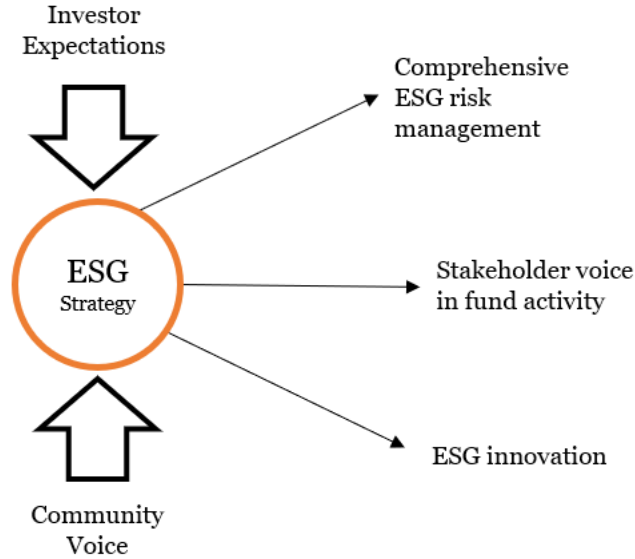 Investor
Expectations
Comprehensive
ESG risk
management
ESG
Strategy
Stakeholder voice
in fund activity
ESG innovation
Community
Voice